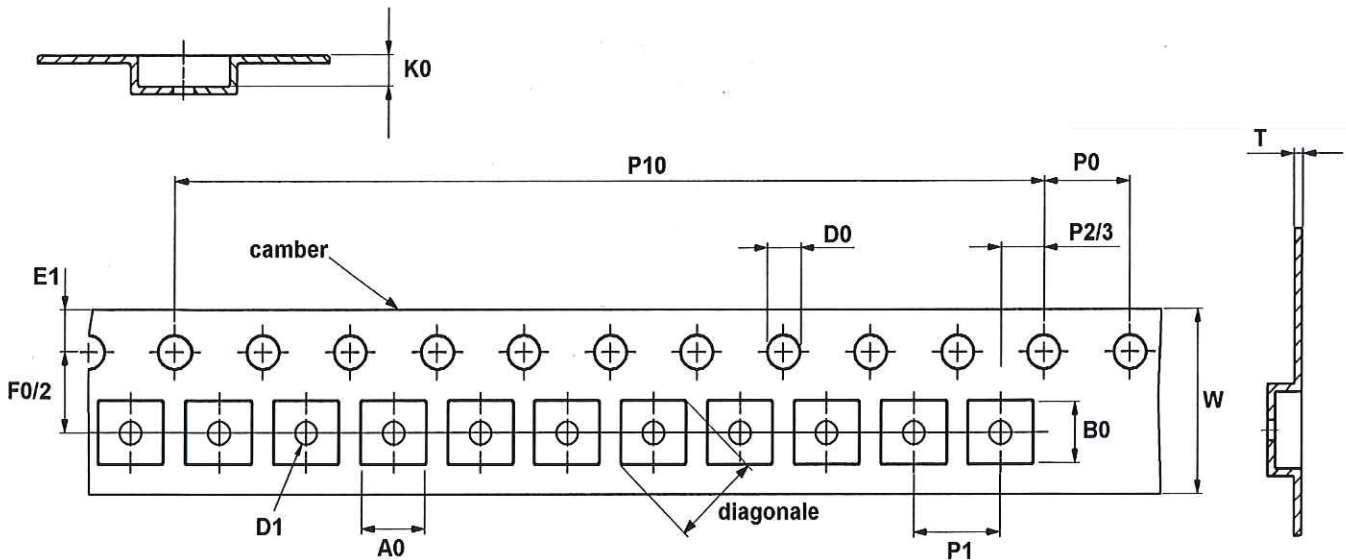 K0
T
P10
P0
D0
P2/3
camber
E1
F0/2
W
B0
D1
A0
diagonale
P1